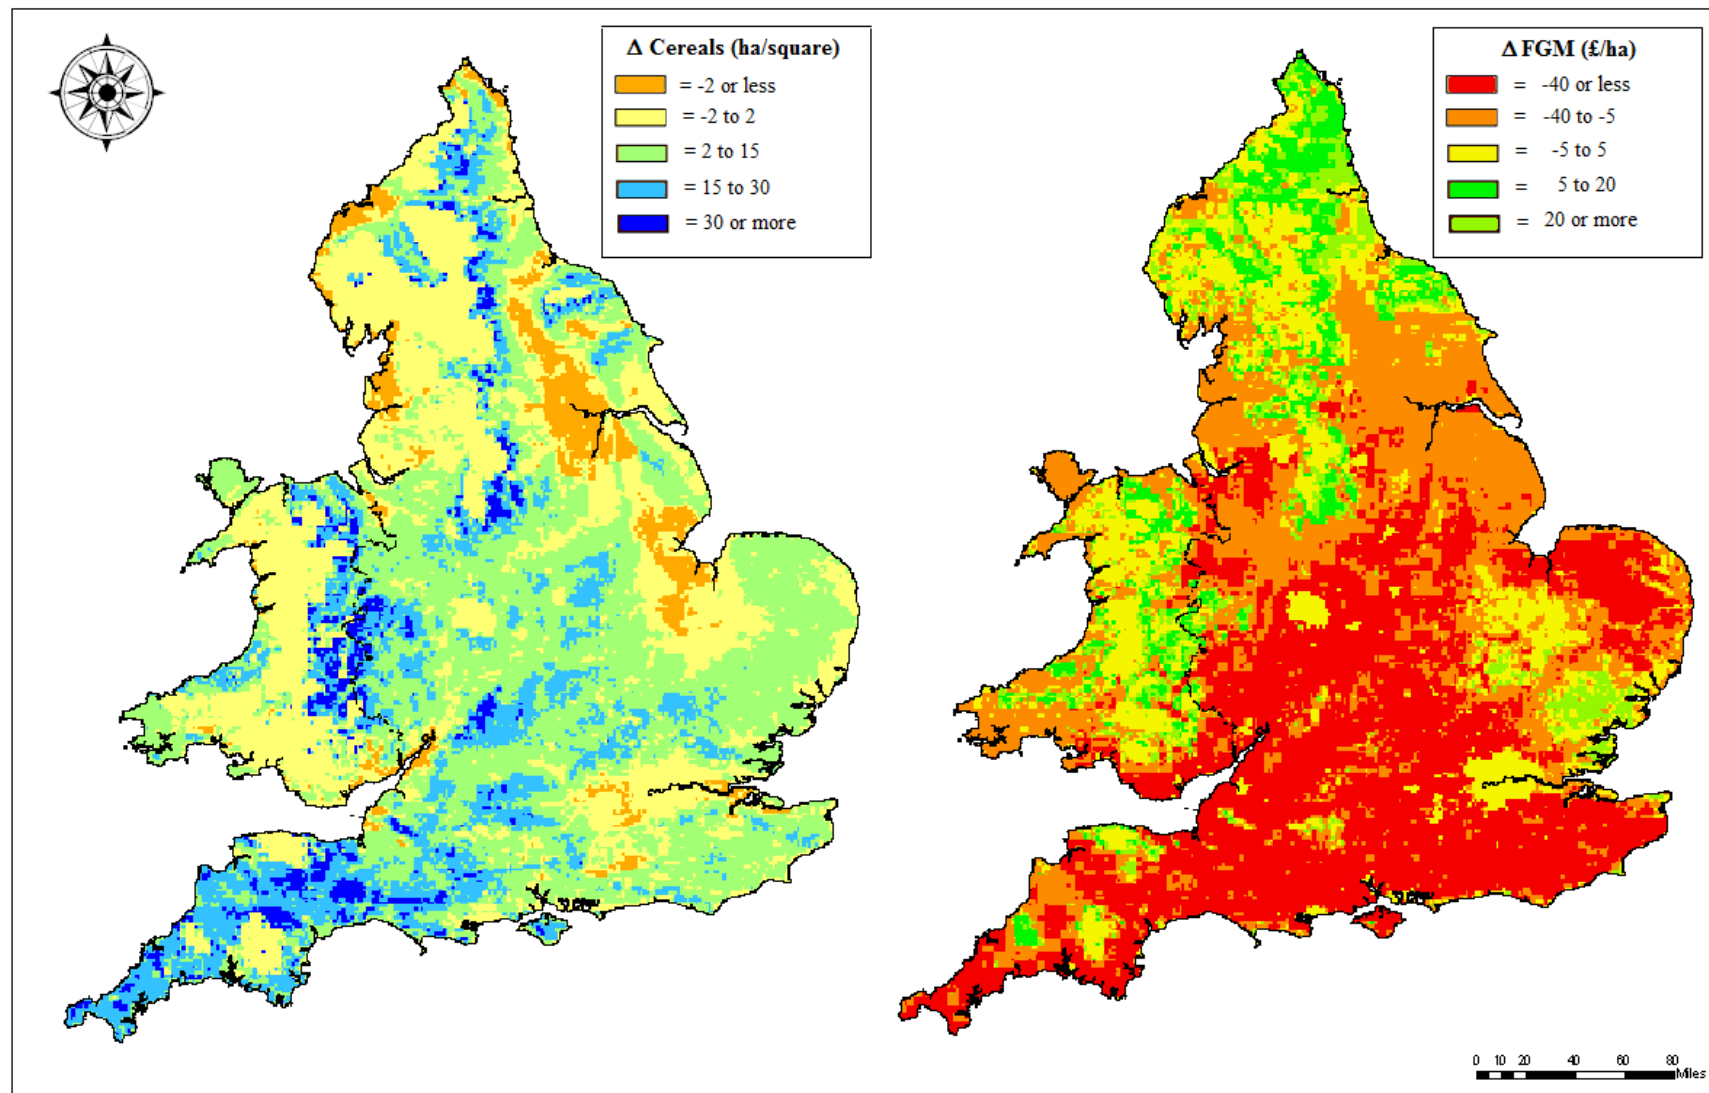 Δ Cereals (ha/square)
= -2 or less
= -2 to 2
= 2 to 15
= 15 to 30
= 30 or more
Δ FGM (£/ha)
= -40 or less
= -40 to -5
= -5 to 5
= 5 to 20
= 20 or more
0 10 20 40 60 80
Miles